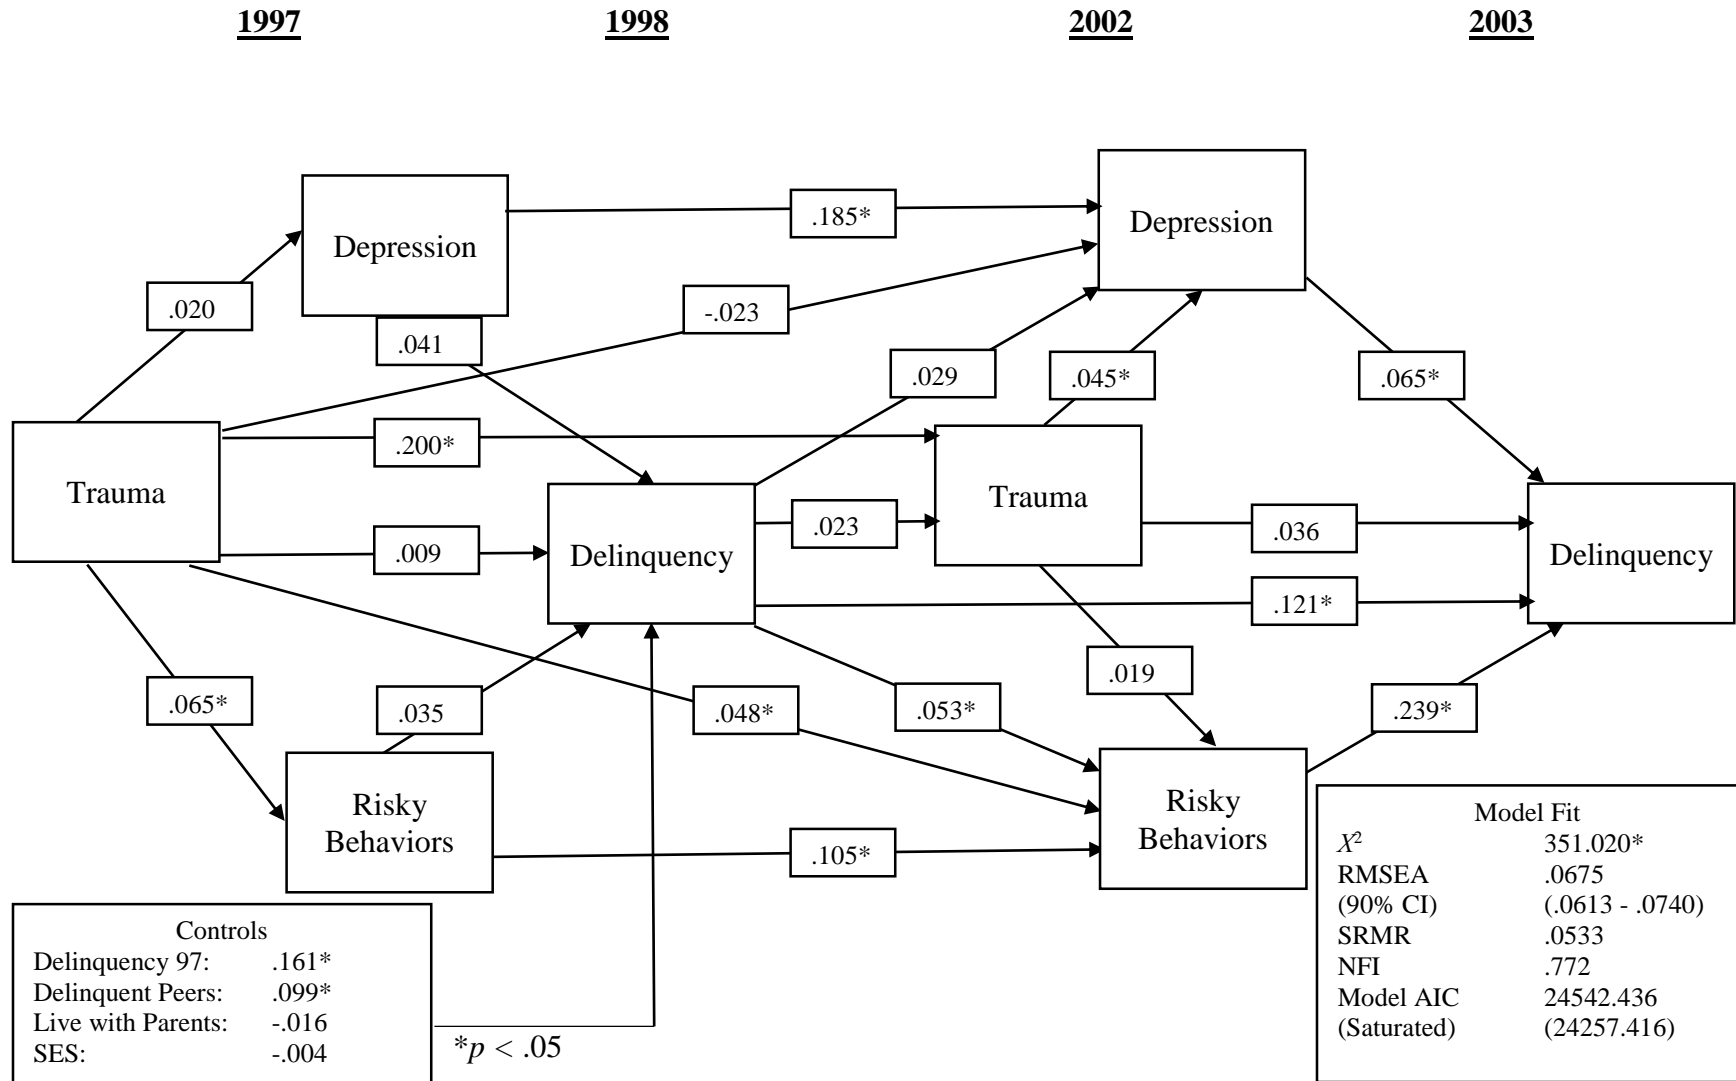 1997 1998 2002 2003
Depression
Depression
.185*
.020
-.023
.041
.029
.045*
.065*
.200*
Trauma
Trauma
.023
.036
.009
Delinquency
Delinquency
.121*
.019
.065*
.035
.048*
.053*
.239*
Risky
Behaviors
Risky
Behaviors
.105*
Controls
Delinquency 97: .161*
Delinquent Peers: .099*
Live with Parents: -.016
SES: -.004
*p < .05
Model Fit
X² 351.020*
RMSEA .0675
(90% CI) (.0613 - .0740)
SRMR .0533
NFI .772
Model AIC 24542.436
(Saturated) (24257.416)